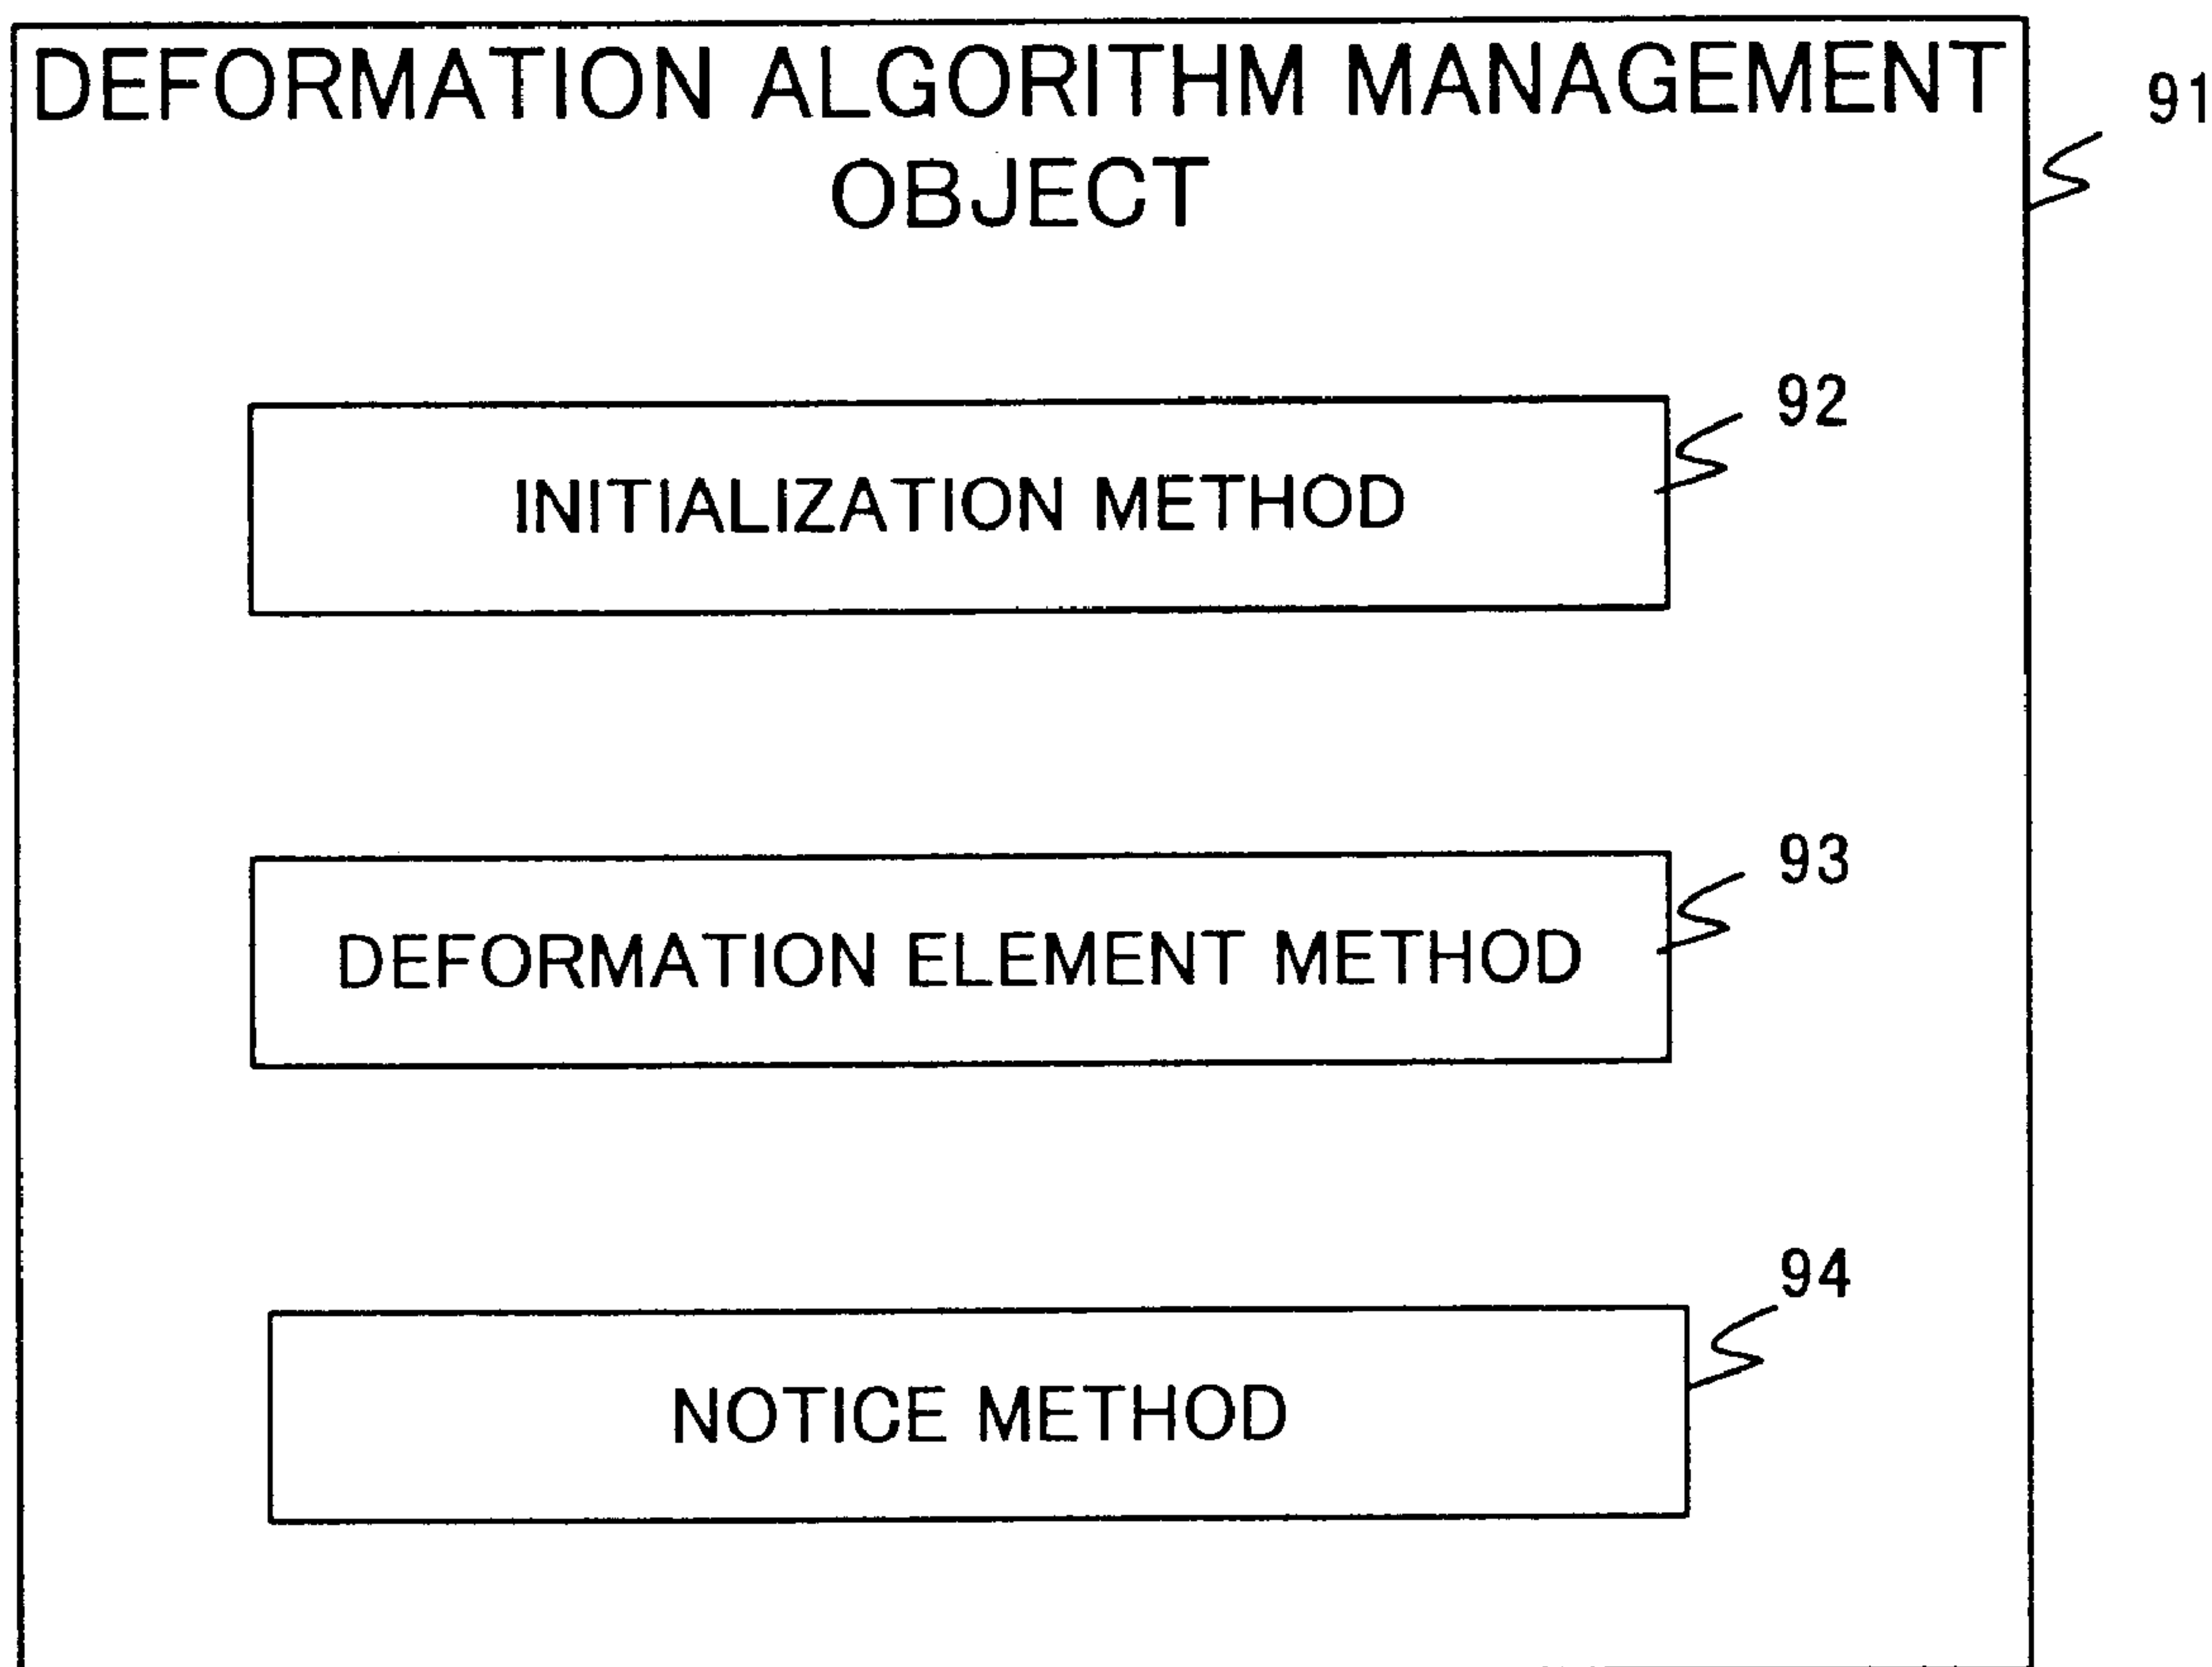 DEFORMATION ALGORITHM MANAGEMENT
OBJECT
91
92
INITIALIZATION METHOD
93
DEFORMATION ELEMENT METHOD
94
NOTICE METHOD